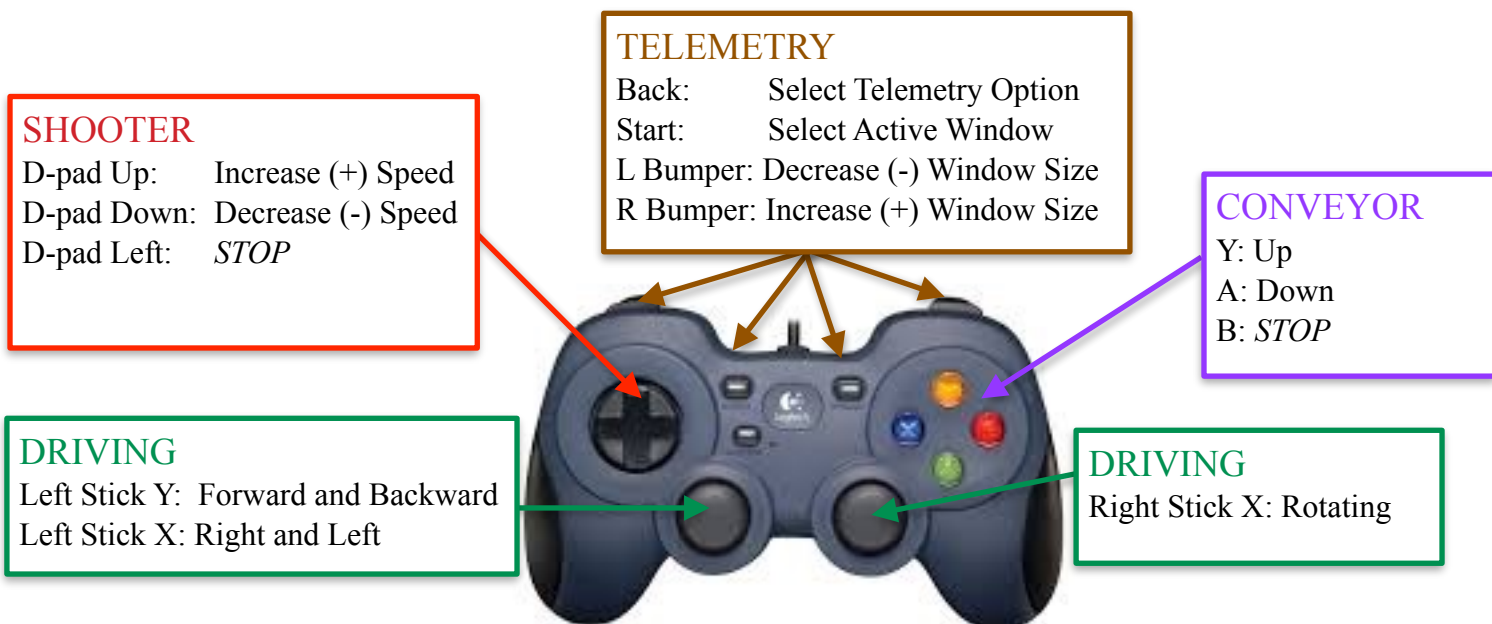 TELEMETRY
Back: Select Telemetry Option
Start: Select Active Window
L Bumper: Decrease (-) Window Size
R Bumper: Increase (+) Window Size
SHOOTER
D-pad Up: Increase (+) Speed
D-pad Down: Decrease (-) Speed
D-pad Left: STOP
CONVEYOR
Y: Up
A: Down
B: STOP
DRIVING
Left Stick Y: Forward and Backward
Left Stick X: Right and Left
DRIVING
Right Stick X: Rotating
Logitech
X